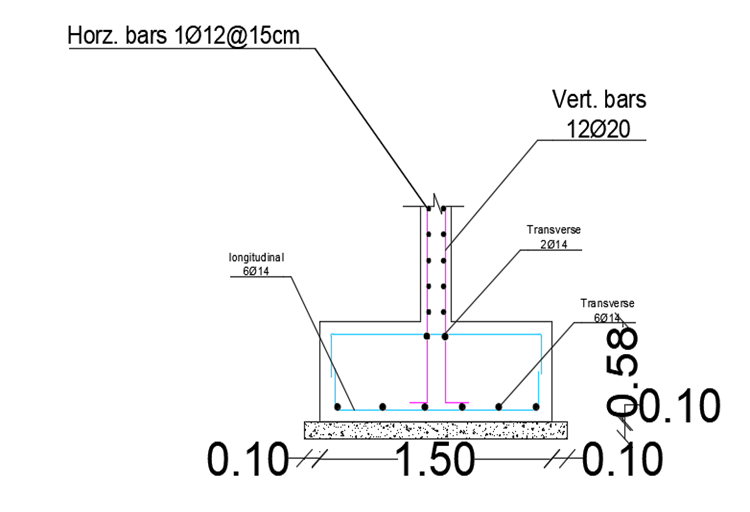 Horz. bars 1Ø12@15cm
Vert. bars
12Ø20
Transverse
2Ø14
longitudinal
6Ø14
Transverse
6Ø14
0.58
0.10
0.10
1.50
0.10